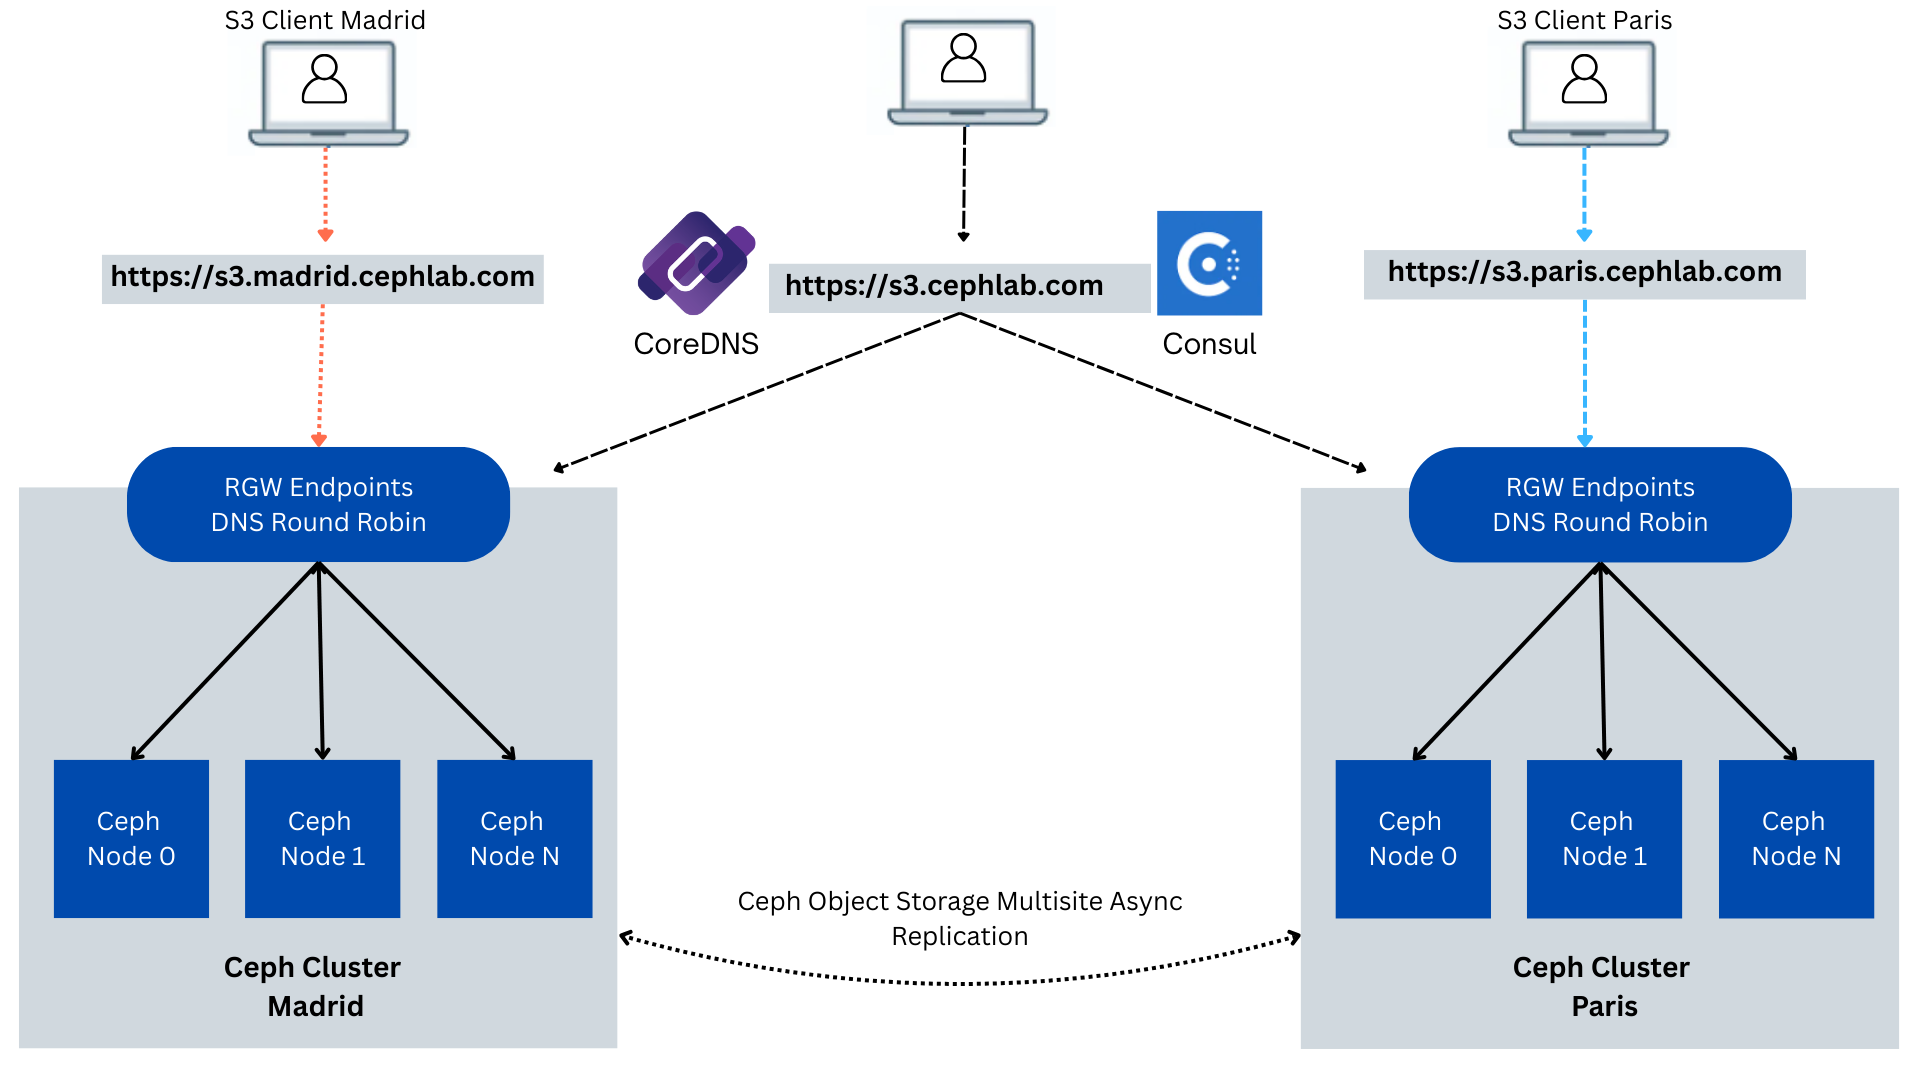 S3 Client Madrid
S3 Client Paris
https://s3.madrid.cephlab.com
https://s3.cephlab.com
https://s3.paris.cephlab.com
CoreDNS
Consul
RGW Endpoints
DNS Round Robin
RGW Endpoints
DNS Round Robin
Ceph
Node 0
Ceph
Node 1
Ceph
Node N
Ceph
Node 0
Ceph
Node 1
Ceph
Node N
Ceph Object Storage Multisite Async
Replication
Ceph Cluster
Madrid
Ceph Cluster
Paris